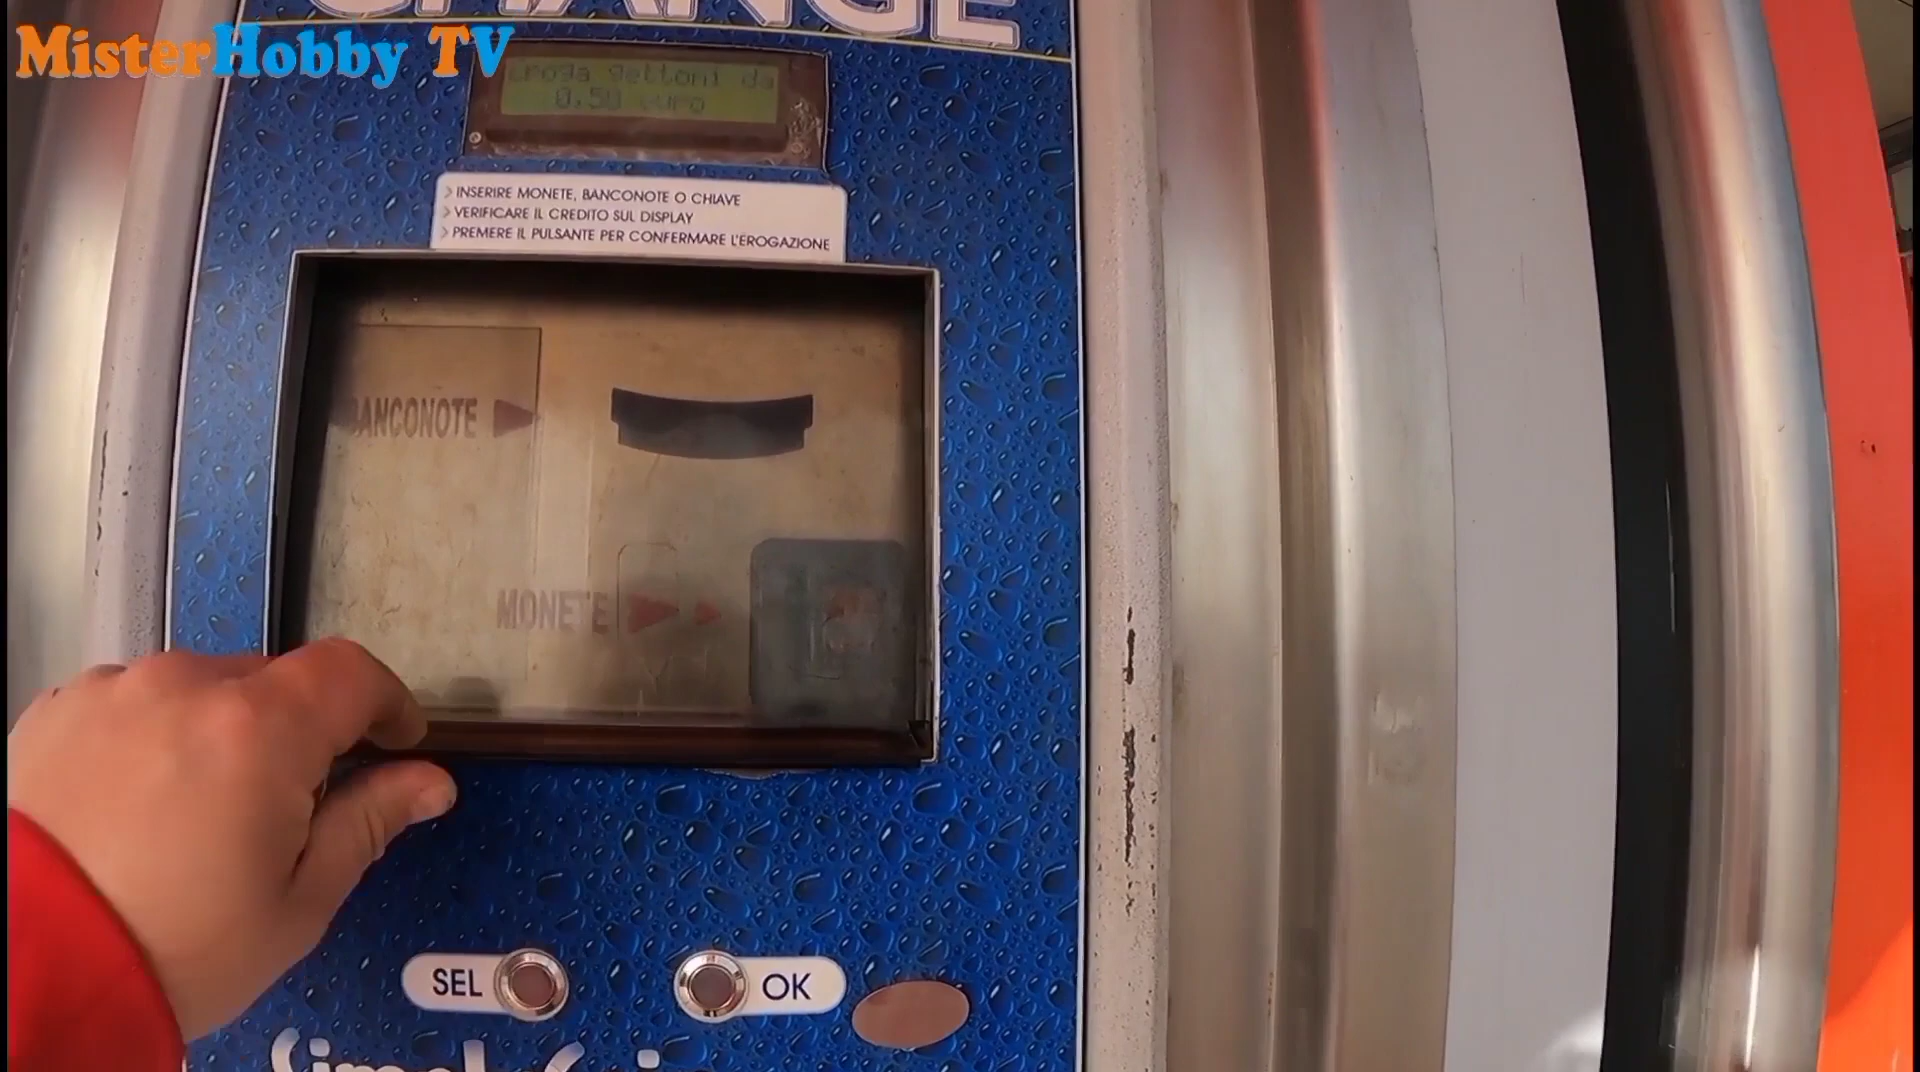 CHANGE
MisterHobby TV
eroga gettoni da
0.50 euro
> INSERIRE MONETE, BANCONOTE O CHIAVE
> VERIFICARE IL CREDITO SUL DISPLAY
> PREMERE IL PULSANTE PER CONFERMARE L'EROGAZIONE
BANCONOTE
MONETE
SEL
OK